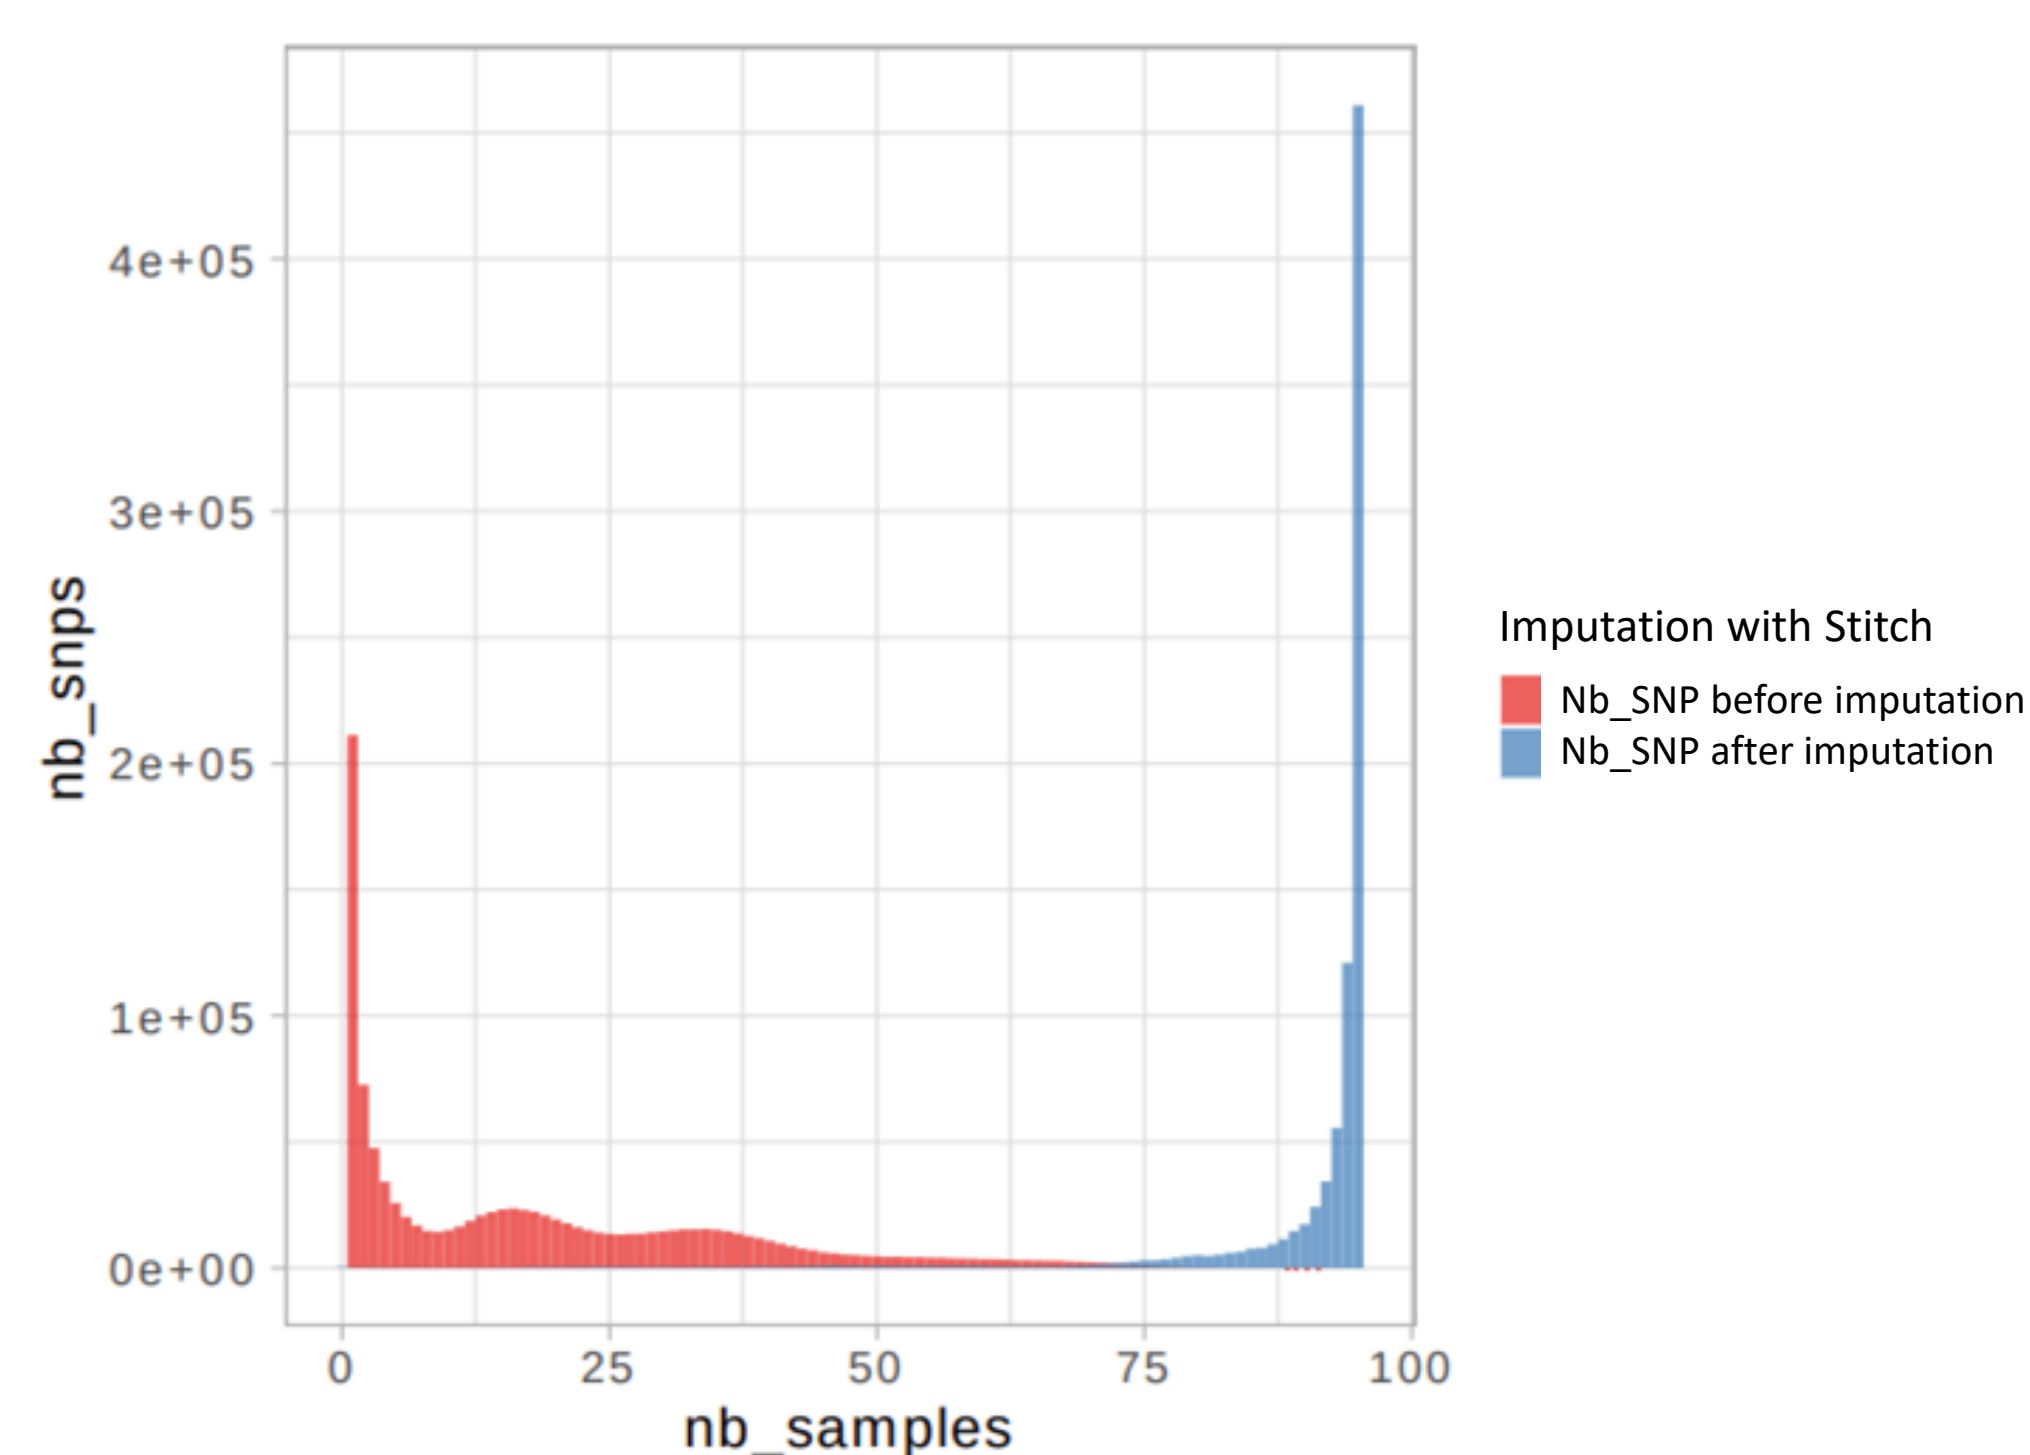 4e+05
3e+05
2e+05
1e+05
0e+00
nb_snps
0 25 50 75 100
nb_samples
Imputation with Stitch
Nb_SNP before imputation
Nb_SNP after imputation